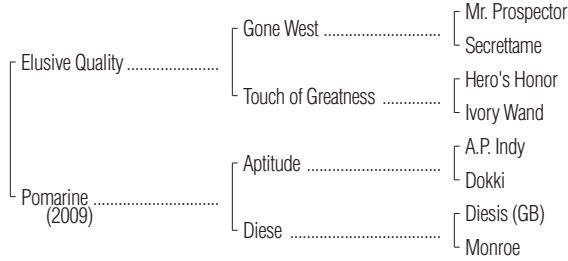 Mr. Prospector
Gone West
Secrettame
Elusive Quality
Hero's Honor
Touch of Greatness
Ivory Wand
A.P. Indy
Aptitude
Dokki
Pomarine
(2009)
Diesis (GB)
Diese
Monroe